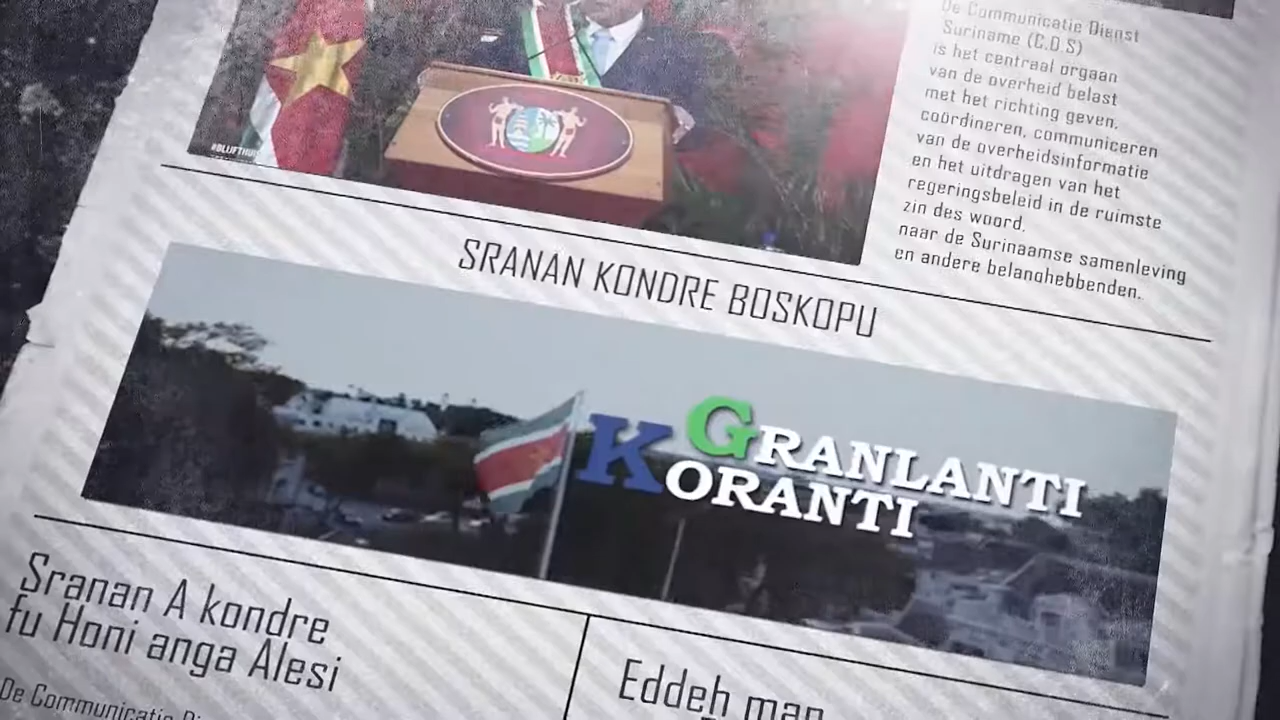 De Communicatie Dienst
Suriname (C.D.S)
is het centraal orgaan
van de overheid belast
met het richting geven,
coördineren, communiceren
van de overheidsinformatie
en het uitdragen van het
regeringsbeleid in de ruimste
zin des woord.
naar de Surinaamse samenleving
en andere belanghebbenden.
SRANAN KONDRE BOSKOPU
GRANLANTI
KORANTI
Sranan A kondre
fu Honi anga Alesi
De Communicatie
Eddeh man